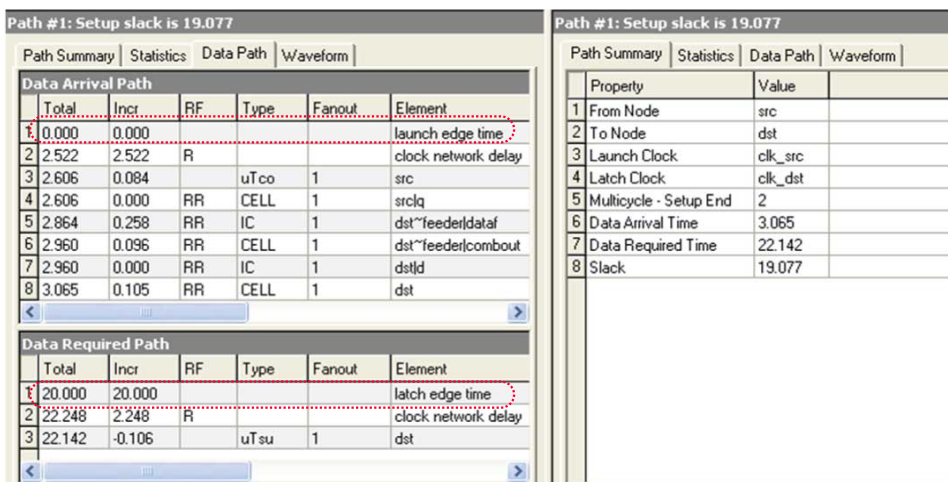 Path #1: Setup slack is 19.077
Path Summary Statistics Data Path Waveform
Data Arrival Path
Total Incr RF Type Fanout Element
1 0.000 0.000 launch edge time
2 2.522 2.522 R clock network delay
3 2.606 0.084 uTco 1 src
4 2.606 0.000 RR CELL 1 src|q
5 2.864 0.258 RR IC 1 dst~feeder|dataf
6 2.960 0.096 RR CELL 1 dst~feeder|combout
7 2.960 0.000 RR IC 1 dst|d
8 3.065 0.105 RR CELL 1 dst
Data Required Path
Total Incr RF Type Fanout Element
1 20.000 20.000 latch edge time
2 22.248 2.248 R clock network delay
3 22.142 -0.106 uTsu 1 dst
Path #1: Setup slack is 19.077
Path Summary Statistics Data Path Waveform
Property Value
1 From Node src
2 To Node dst
3 Launch Clock clk_src
4 Latch Clock clk_dst
5 Multicycle - Setup End 2
6 Data Arrival Time 3.065
7 Data Required Time 22.142
8 Slack 19.077